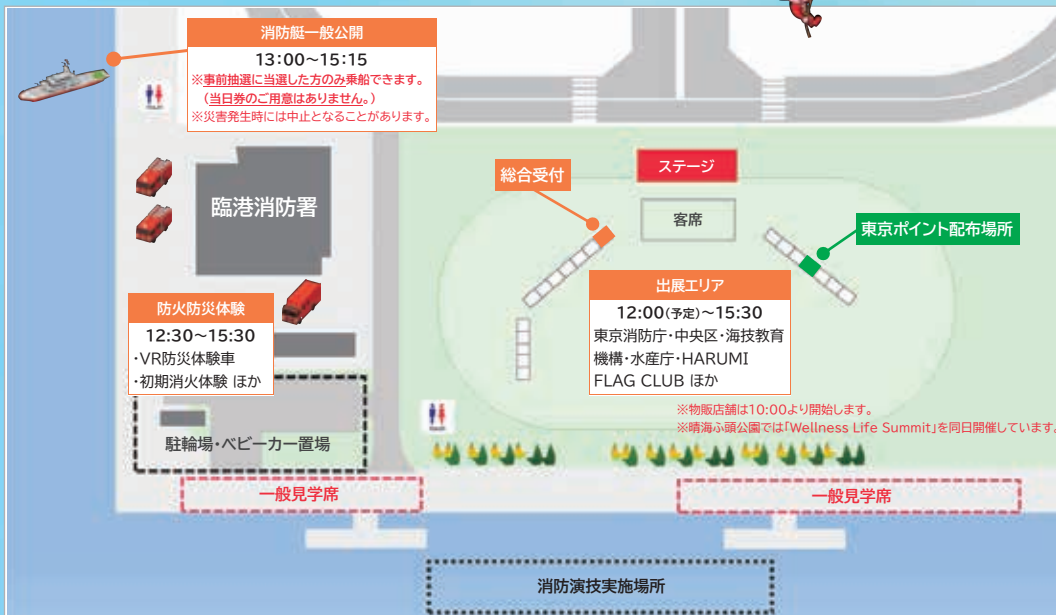 消防艇一般公開
13:00～15:15
※事前抽選に当選した方のみ乗船できます。
(当日券のご用意はありません。)
※災害発生時には中止となることがあります。
ステージ
総合受付
客席
臨港消防署
東京ポイント配布場所
出展エリア
12:00(予定)～15:30
東京消防庁・中央区・海技教育
機構・水産庁・HARUMI
FLAG CLUB ほか
防火防災体験
12:30～15:30
・VR防災体験車
・初期消火体験 ほか
※物販店舗は10:00より開始します。
※晴海ふ頭公園では「Wellness Life Summit」を同日開催しています。
駐輪場・ベビーカー置場
一般見学席
一般見学席
消防演技実施場所